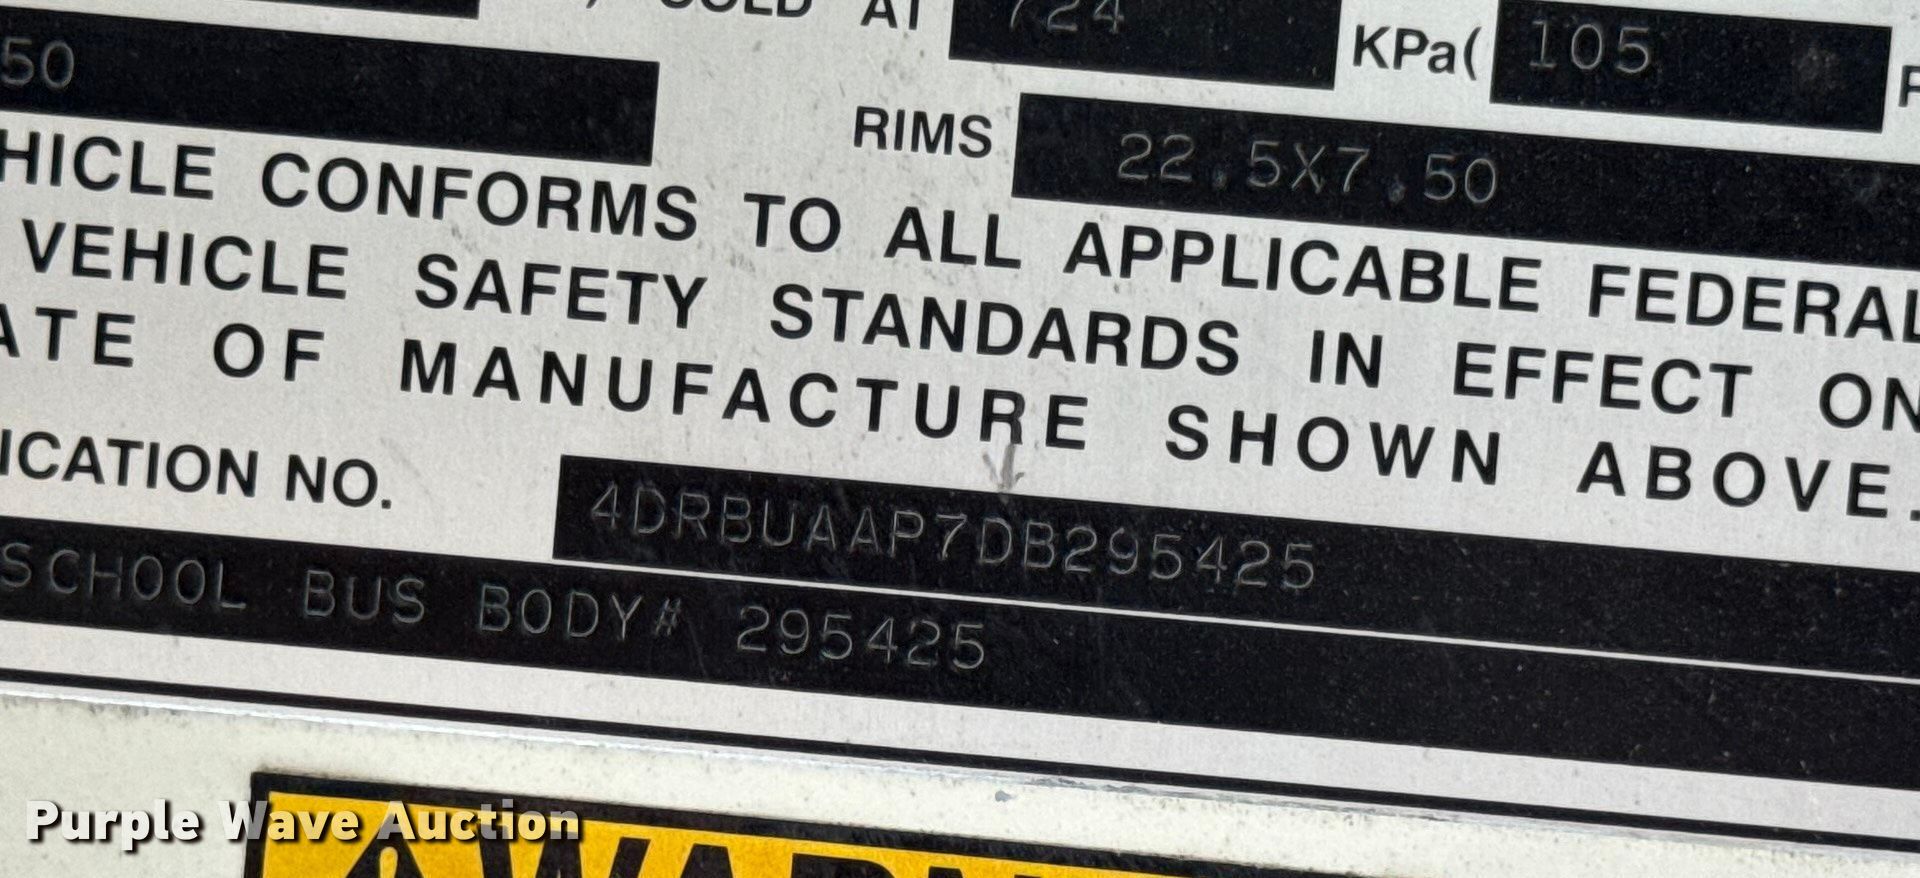 COLD AT 724 KPa( 105
50
RIMS 22.5X7.50
HICLE CONFORMS TO ALL APPLICABLE FEDERAL
VEHICLE SAFETY STANDARDS IN EFFECT ON
ATE OF MANUFACTURE SHOWN ABOVE.
ICATION NO. 4DRBUAAP7DB295425
SCHOOL BUS BODY# 295425
Purple Wave Auction